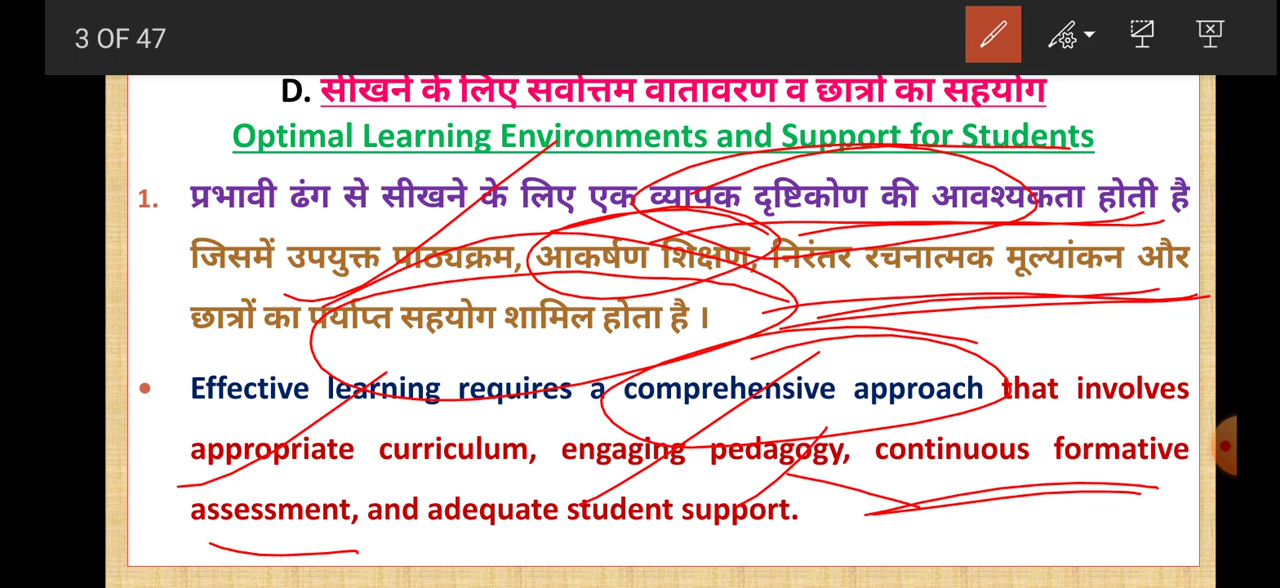 3 OF 47
D. सीखने के लिए सर्वोत्तम वातावरण व छात्रों का सहयोग
Optimal Learning Environments and Support for Students
1. प्रभावी ढंग से सीखने के लिए एक व्यापक दृष्टिकोण की आवश्यकता होती है
जिसमें उपयुक्त पाठ्यक्रम, आकर्षण शिक्षण, निरंतर रचनात्मक मूल्यांकन और
छात्रों का पर्याप्त सहयोग शामिल होता है ।
• Effective learning requires a comprehensive approach that involves
appropriate curriculum, engaging pedagogy, continuous formative
assessment, and adequate student support.